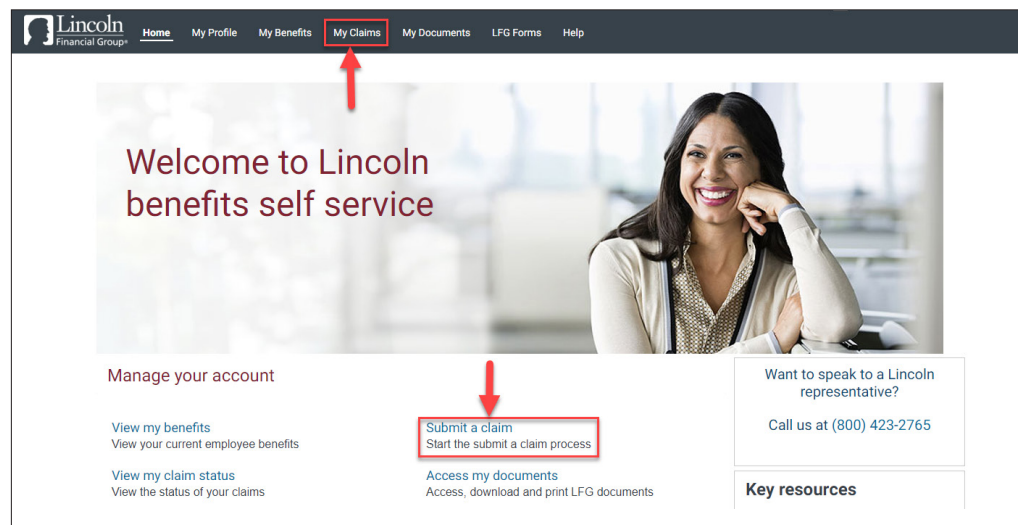 Lincoln
Financial Group®
Home My Profile My Benefits My Claims My Documents LFG Forms Help
Welcome to Lincoln
benefits self service
Manage your account
View my benefits
View your current employee benefits
Submit a claim
Start the submit a claim process
View my claim status
View the status of your claims
Access my documents
Access, download and print LFG documents
Want to speak to a Lincoln
representative?
Call us at (800) 423-2765
Key resources